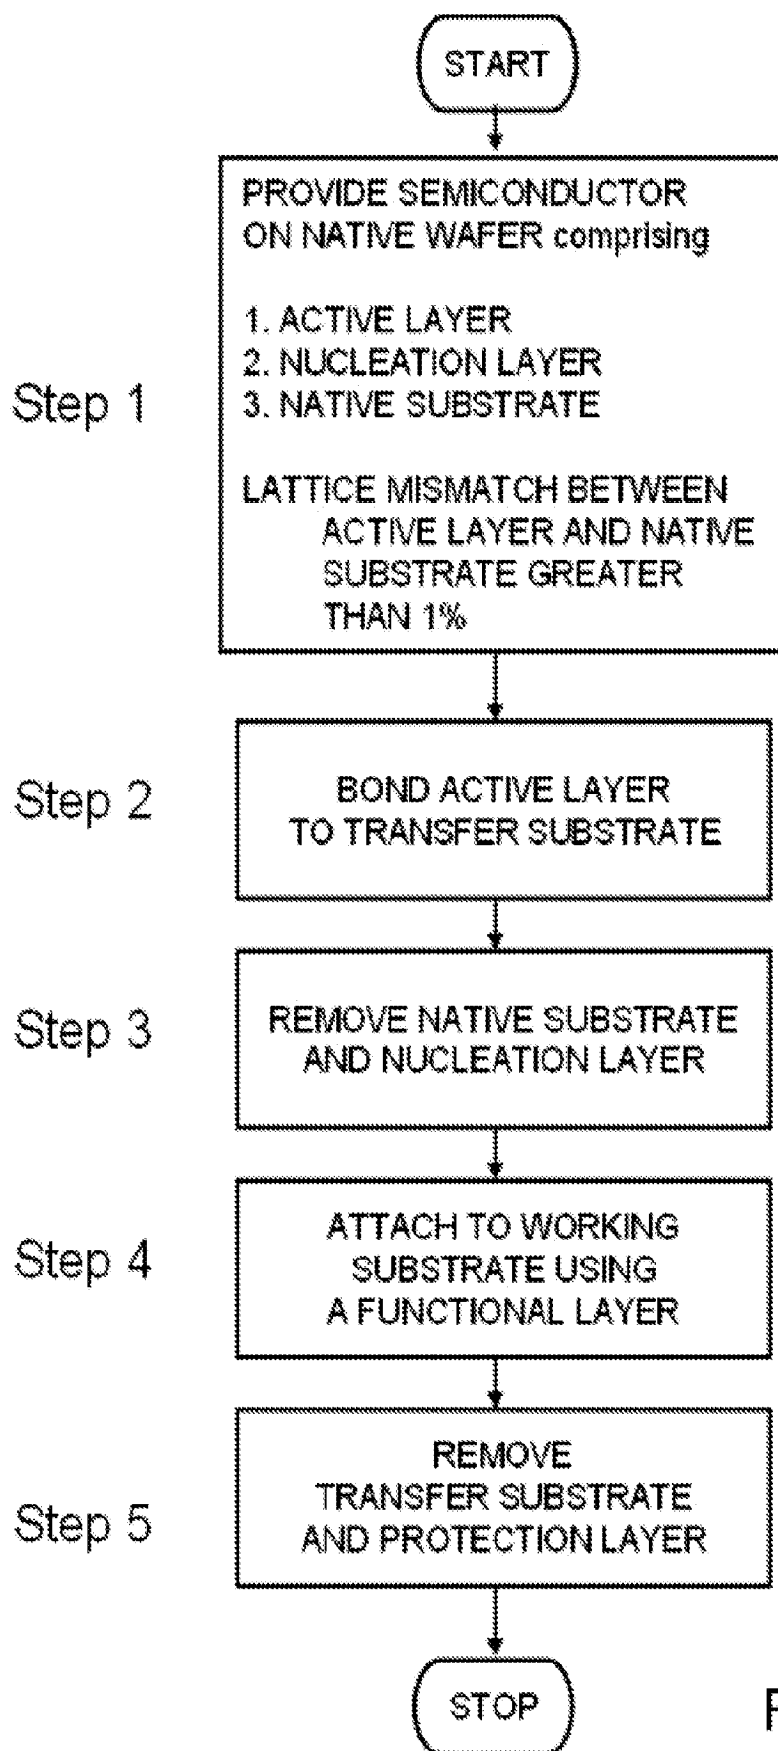 START
PROVIDE SEMICONDUCTOR
ON NATIVE WAFER comprising
1. ACTIVE LAYER
2. NUCLEATION LAYER
3. NATIVE SUBSTRATE
LATTICE MISMATCH BETWEEN
ACTIVE LAYER AND NATIVE
SUBSTRATE GREATER
THAN 1%
Step 1
Step 2
BOND ACTIVE LAYER
TO TRANSFER SUBSTRATE
Step 3
REMOVE NATIVE SUBSTRATE
AND NUCLEATION LAYER
Step 4
ATTACH TO WORKING
SUBSTRATE USING
A FUNCTIONAL LAYER
Step 5
REMOVE
TRANSFER SUBSTRATE
AND PROTECTION LAYER
STOP